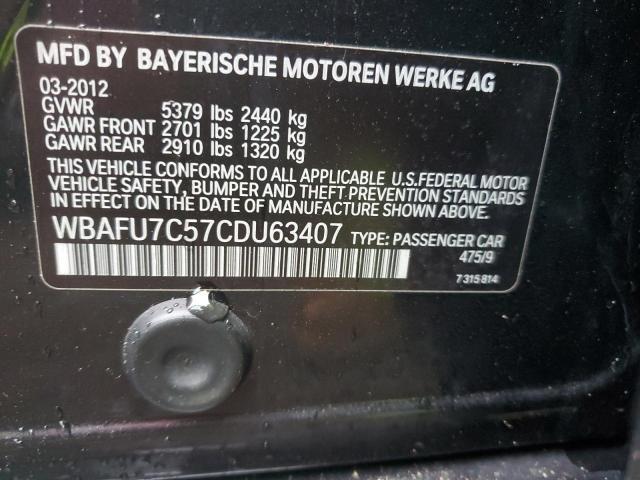 MFD BY BAYERISCHE MOTOREN WERKE AG
03-2012
GVWR 5379 lbs 2440 kg
GAWR FRONT 2701 lbs 1225 kg
GAWR REAR 2910 lbs 1320 kg
THIS VEHICLE CONFORMS TO ALL APPLICABLE U.S.FEDERAL MOTOR
VEHICLE SAFETY, BUMPER AND THEFT PREVENTION STANDARDS
IN EFFECT ON THE DATE OF MANUFACTURE SHOWN ABOVE.
WBAFU7C57CDU63407 TYPE: PASSENGER CAR
475/9
7 315 814